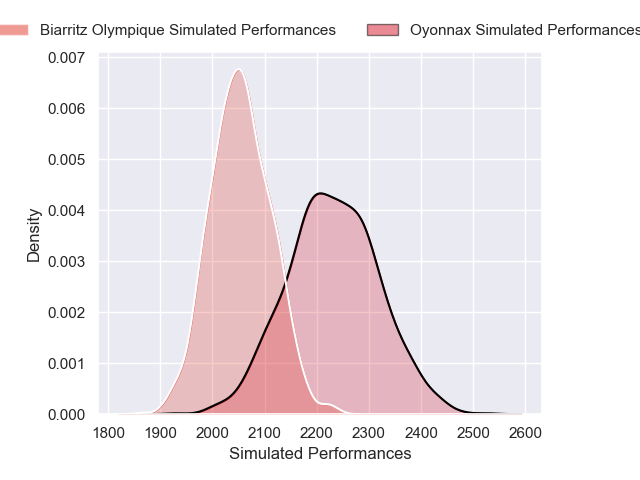 Biarritz Olympique Simulated Performances Oyonnax Simulated Performances
0.007
0.006
0.005
0.004
0.003
0.002
0.001
0.000
Density
1800 1900 2000 2100 2200 2300 2400 2500 2600
Simulated Performances